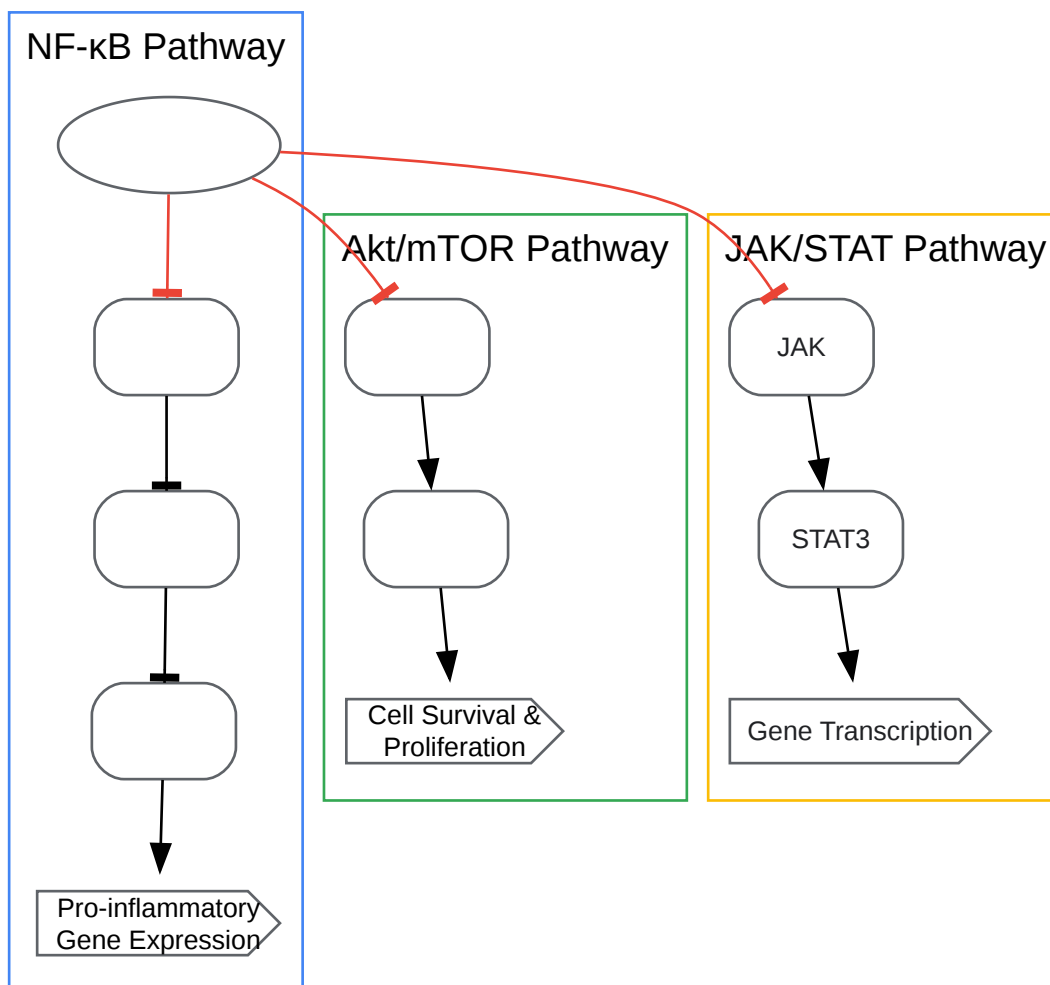 NF-κB Pathway
Akt/mTOR Pathway
JAK/STAT Pathway
JAK
STAT3
Cell Survival &
Proliferation
Gene Transcription
Pro-inflammatory
Gene Expression